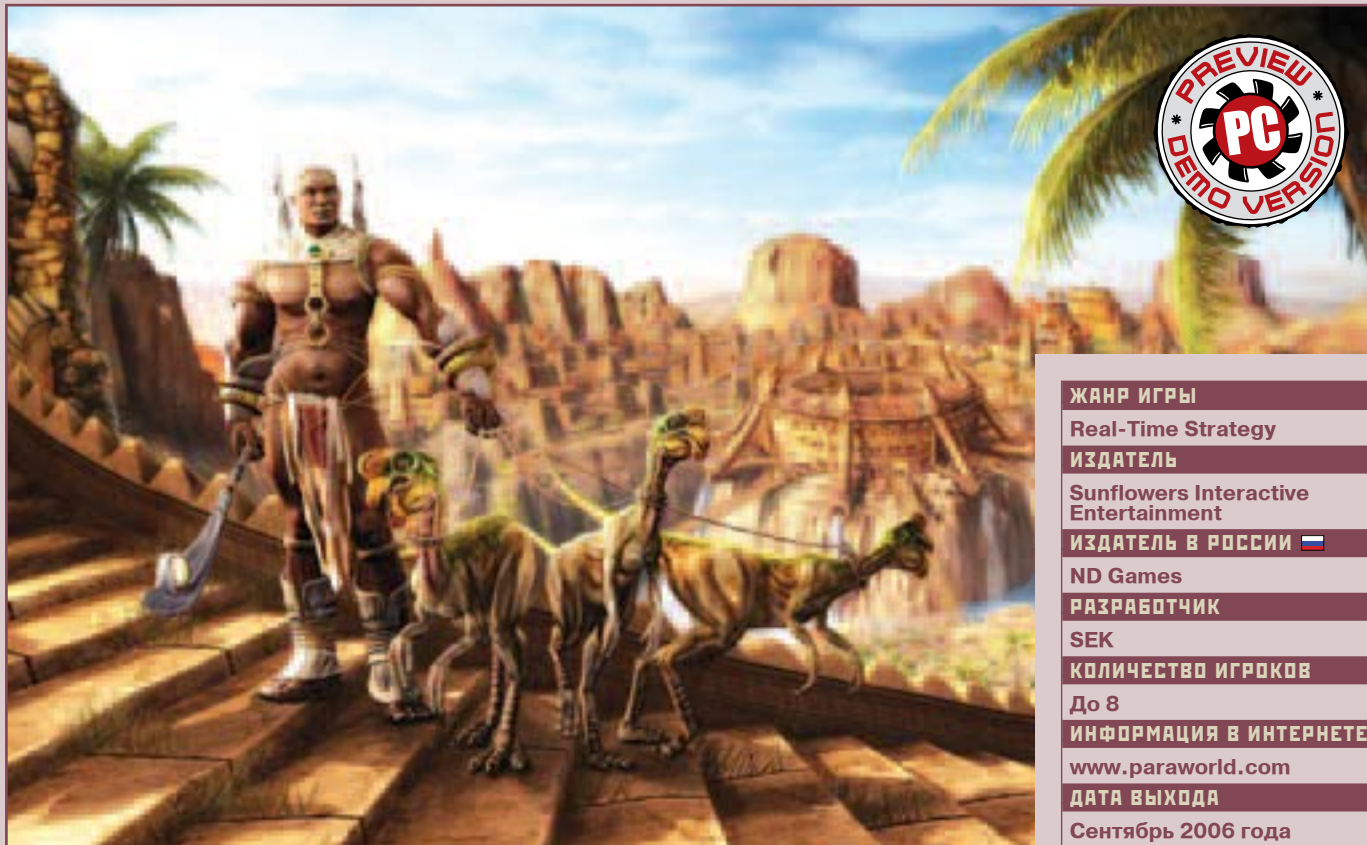 PREVIEW
PC
DEMO VERSION
ЖАНР ИГРЫ
Real-Time Strategy
ИЗДАТЕЛЬ
Sunflowers Interactive
Entertainment
ИЗДАТЕЛЬ В РОССИИ
ND Games
РАЗРАБОТЧИК
SEK
КОЛИЧЕСТВО ИГРОКОВ
До 8
ИНФОРМАЦИЯ В ИНТЕРНЕТЕ
www.paraworld.com
ДАТА ВЫХОДА
Сентябрь 2006 года